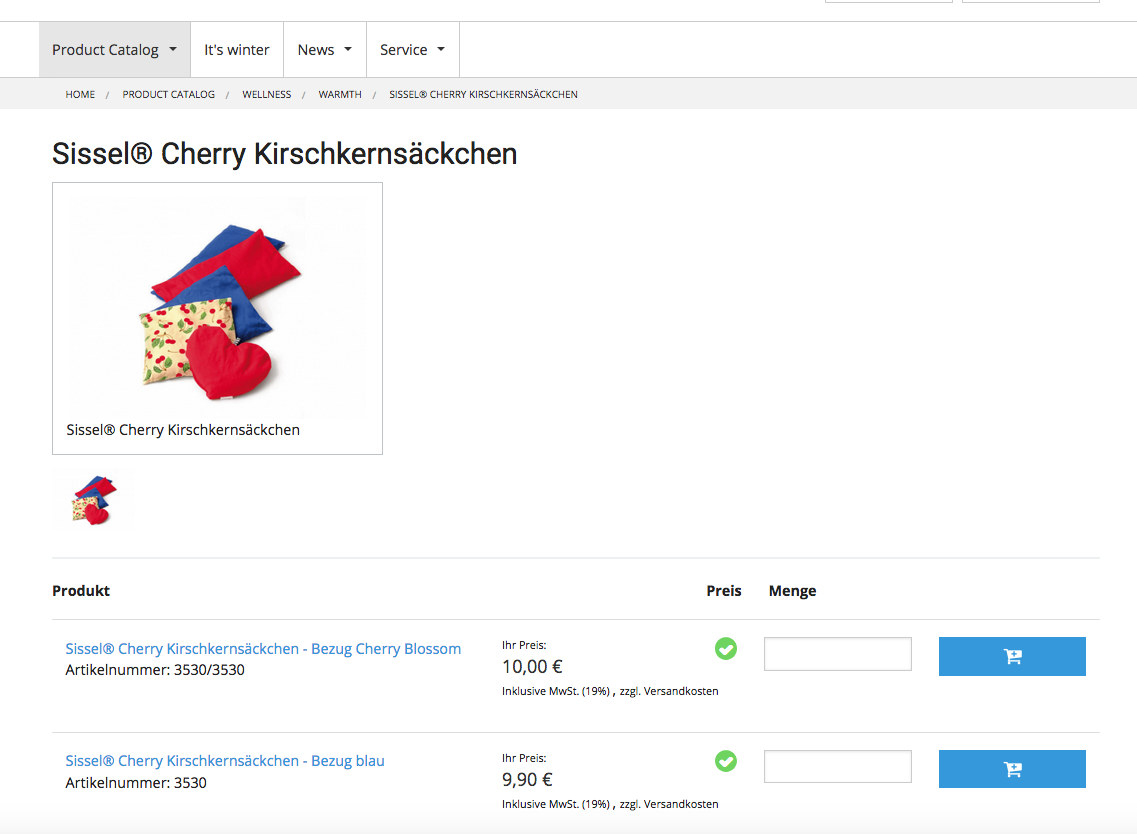 Product Catalog It's winter News Service
HOME / PRODUCT CATALOG / WELLNESS / WARMTH / SISSEL® CHERRY KIRSCHKERNSÄCKCHEN
Sissel® Cherry Kirschkernsäckchen
Sissel® Cherry Kirschkernsäckchen
Produkt Preis Menge
Sissel® Cherry Kirschkernsäckchen - Bezug Cherry Blossom
Artikelnummer: 3530/3530
Ihr Preis:
10,00 €
Inklusive MwSt. (19%) , zzgl. Versandkosten
Sissel® Cherry Kirschkernsäckchen - Bezug blau
Artikelnummer: 3530
Ihr Preis:
9,90 €
Inklusive MwSt. (19%) , zzgl. Versandkosten